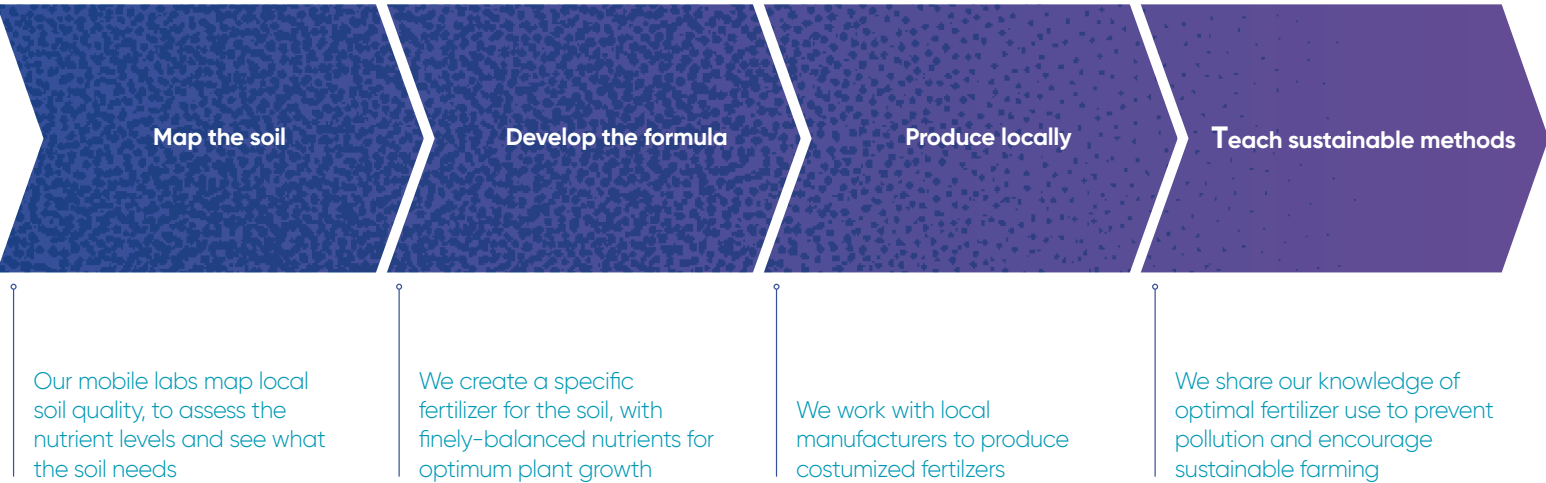 Map the soil
Develop the formula
Produce locally
Teach sustainable methods
Our mobile labs map local
soil quality, to assess the
nutrient levels and see what
the soil needs
We create a specific
fertilizer for the soil, with
finely-balanced nutrients for
optimum plant growth
We work with local
manufacturers to produce
costumized fertilzers
We share our knowledge of
optimal fertilizer use to prevent
pollution and encourage
sustainable farming